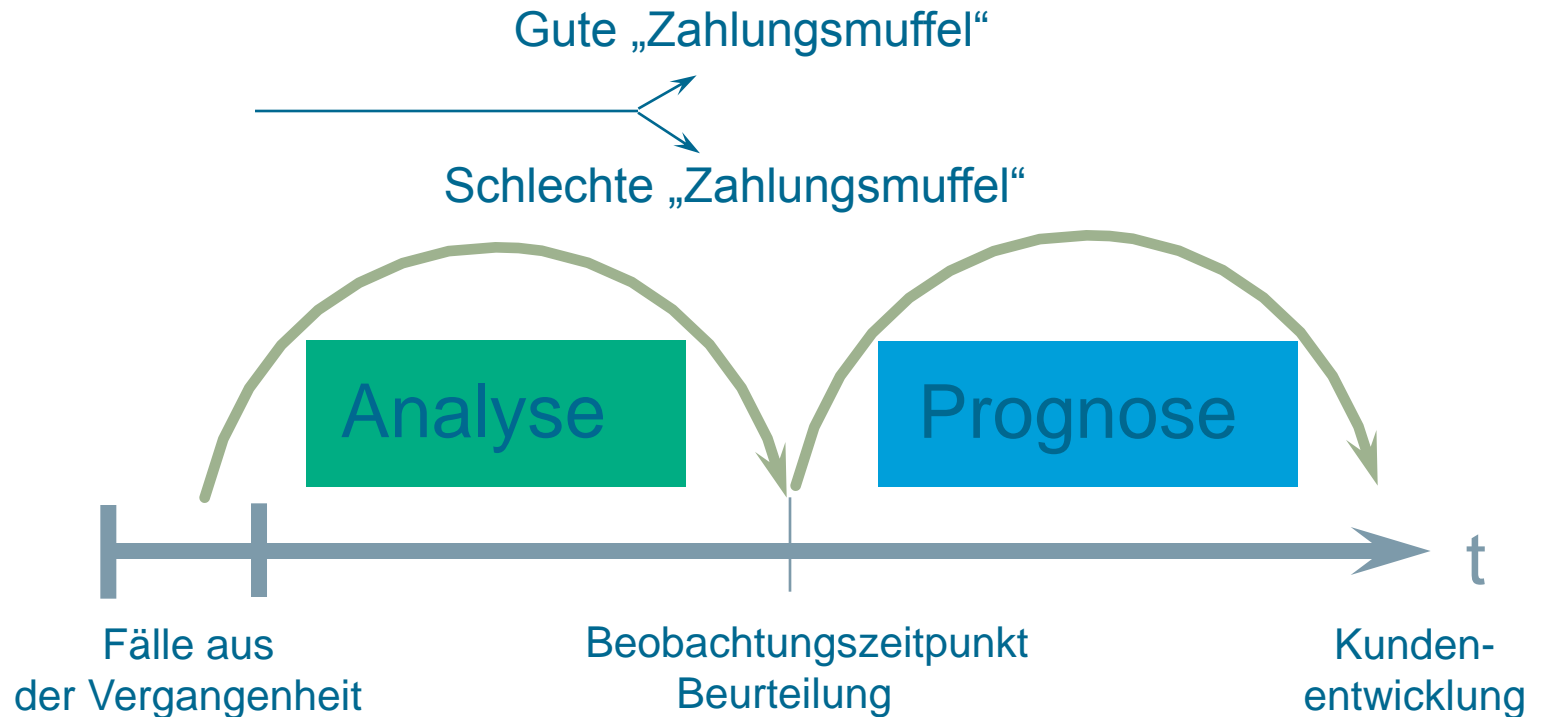 Gute „Zahlungsmuffel“
Schlechte „Zahlungsmuffel“
Analyse
Prognose
t
Fälle aus
der Vergangenheit
Beobachtungszeitpunkt
Beurteilung
Kunden-
entwicklung